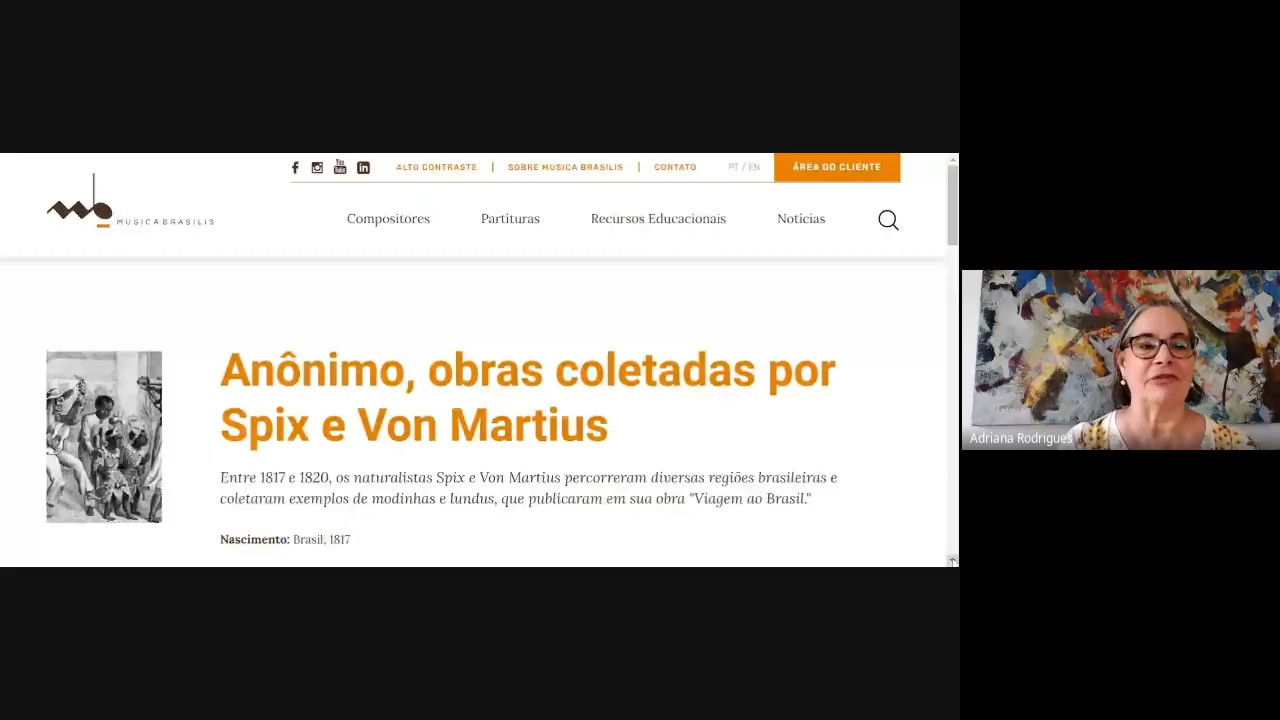 ALTO CONTRASTE | SOBRE MUSICA BRASILIS | CONTATO PT / EN ÁREA DO CLIENTE
MUSICABRASILIS
Compositores Partituras Recursos Educacionais Notícias
Anônimo, obras coletadas por
Spix e Von Martius
Entre 1817 e 1820, os naturalistas Spix e Von Martius percorreram diversas regiões brasileiras e
coletaram exemplos de modinhas e lundus, que publicaram em sua obra "Viagem ao Brasil."
Nascimento: Brasil, 1817
Adriana Rodrigues